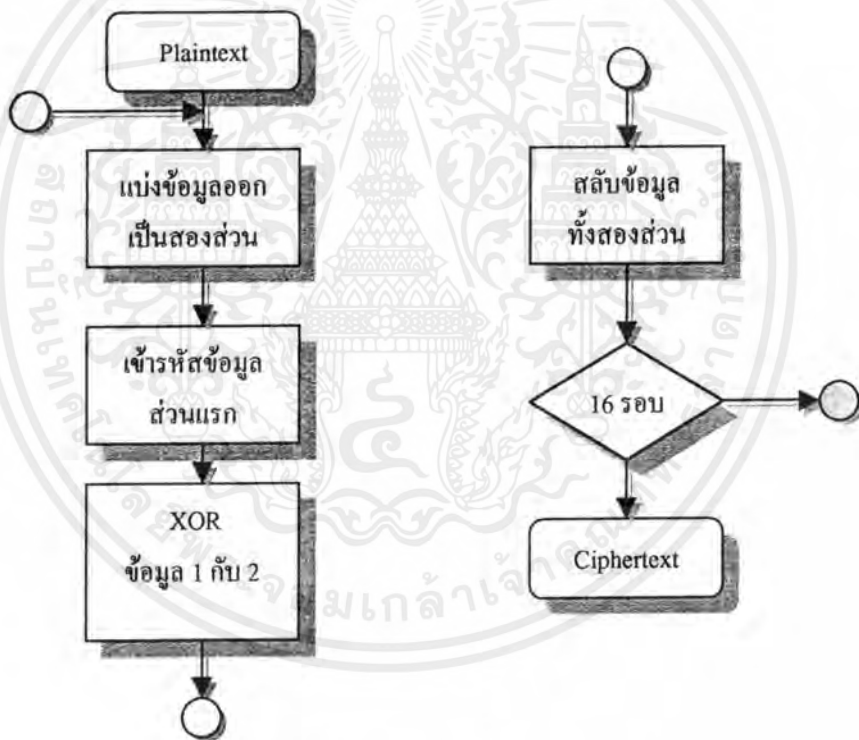 Plaintext
แบ่งข้อมูลออก
เป็นสองส่วน
เข้ารหัสข้อมูล
ส่วนแรก
XOR
ข้อมูล 1 กับ 2
สลับข้อมูล
ทั้งสองส่วน
16 รอบ
Ciphertext